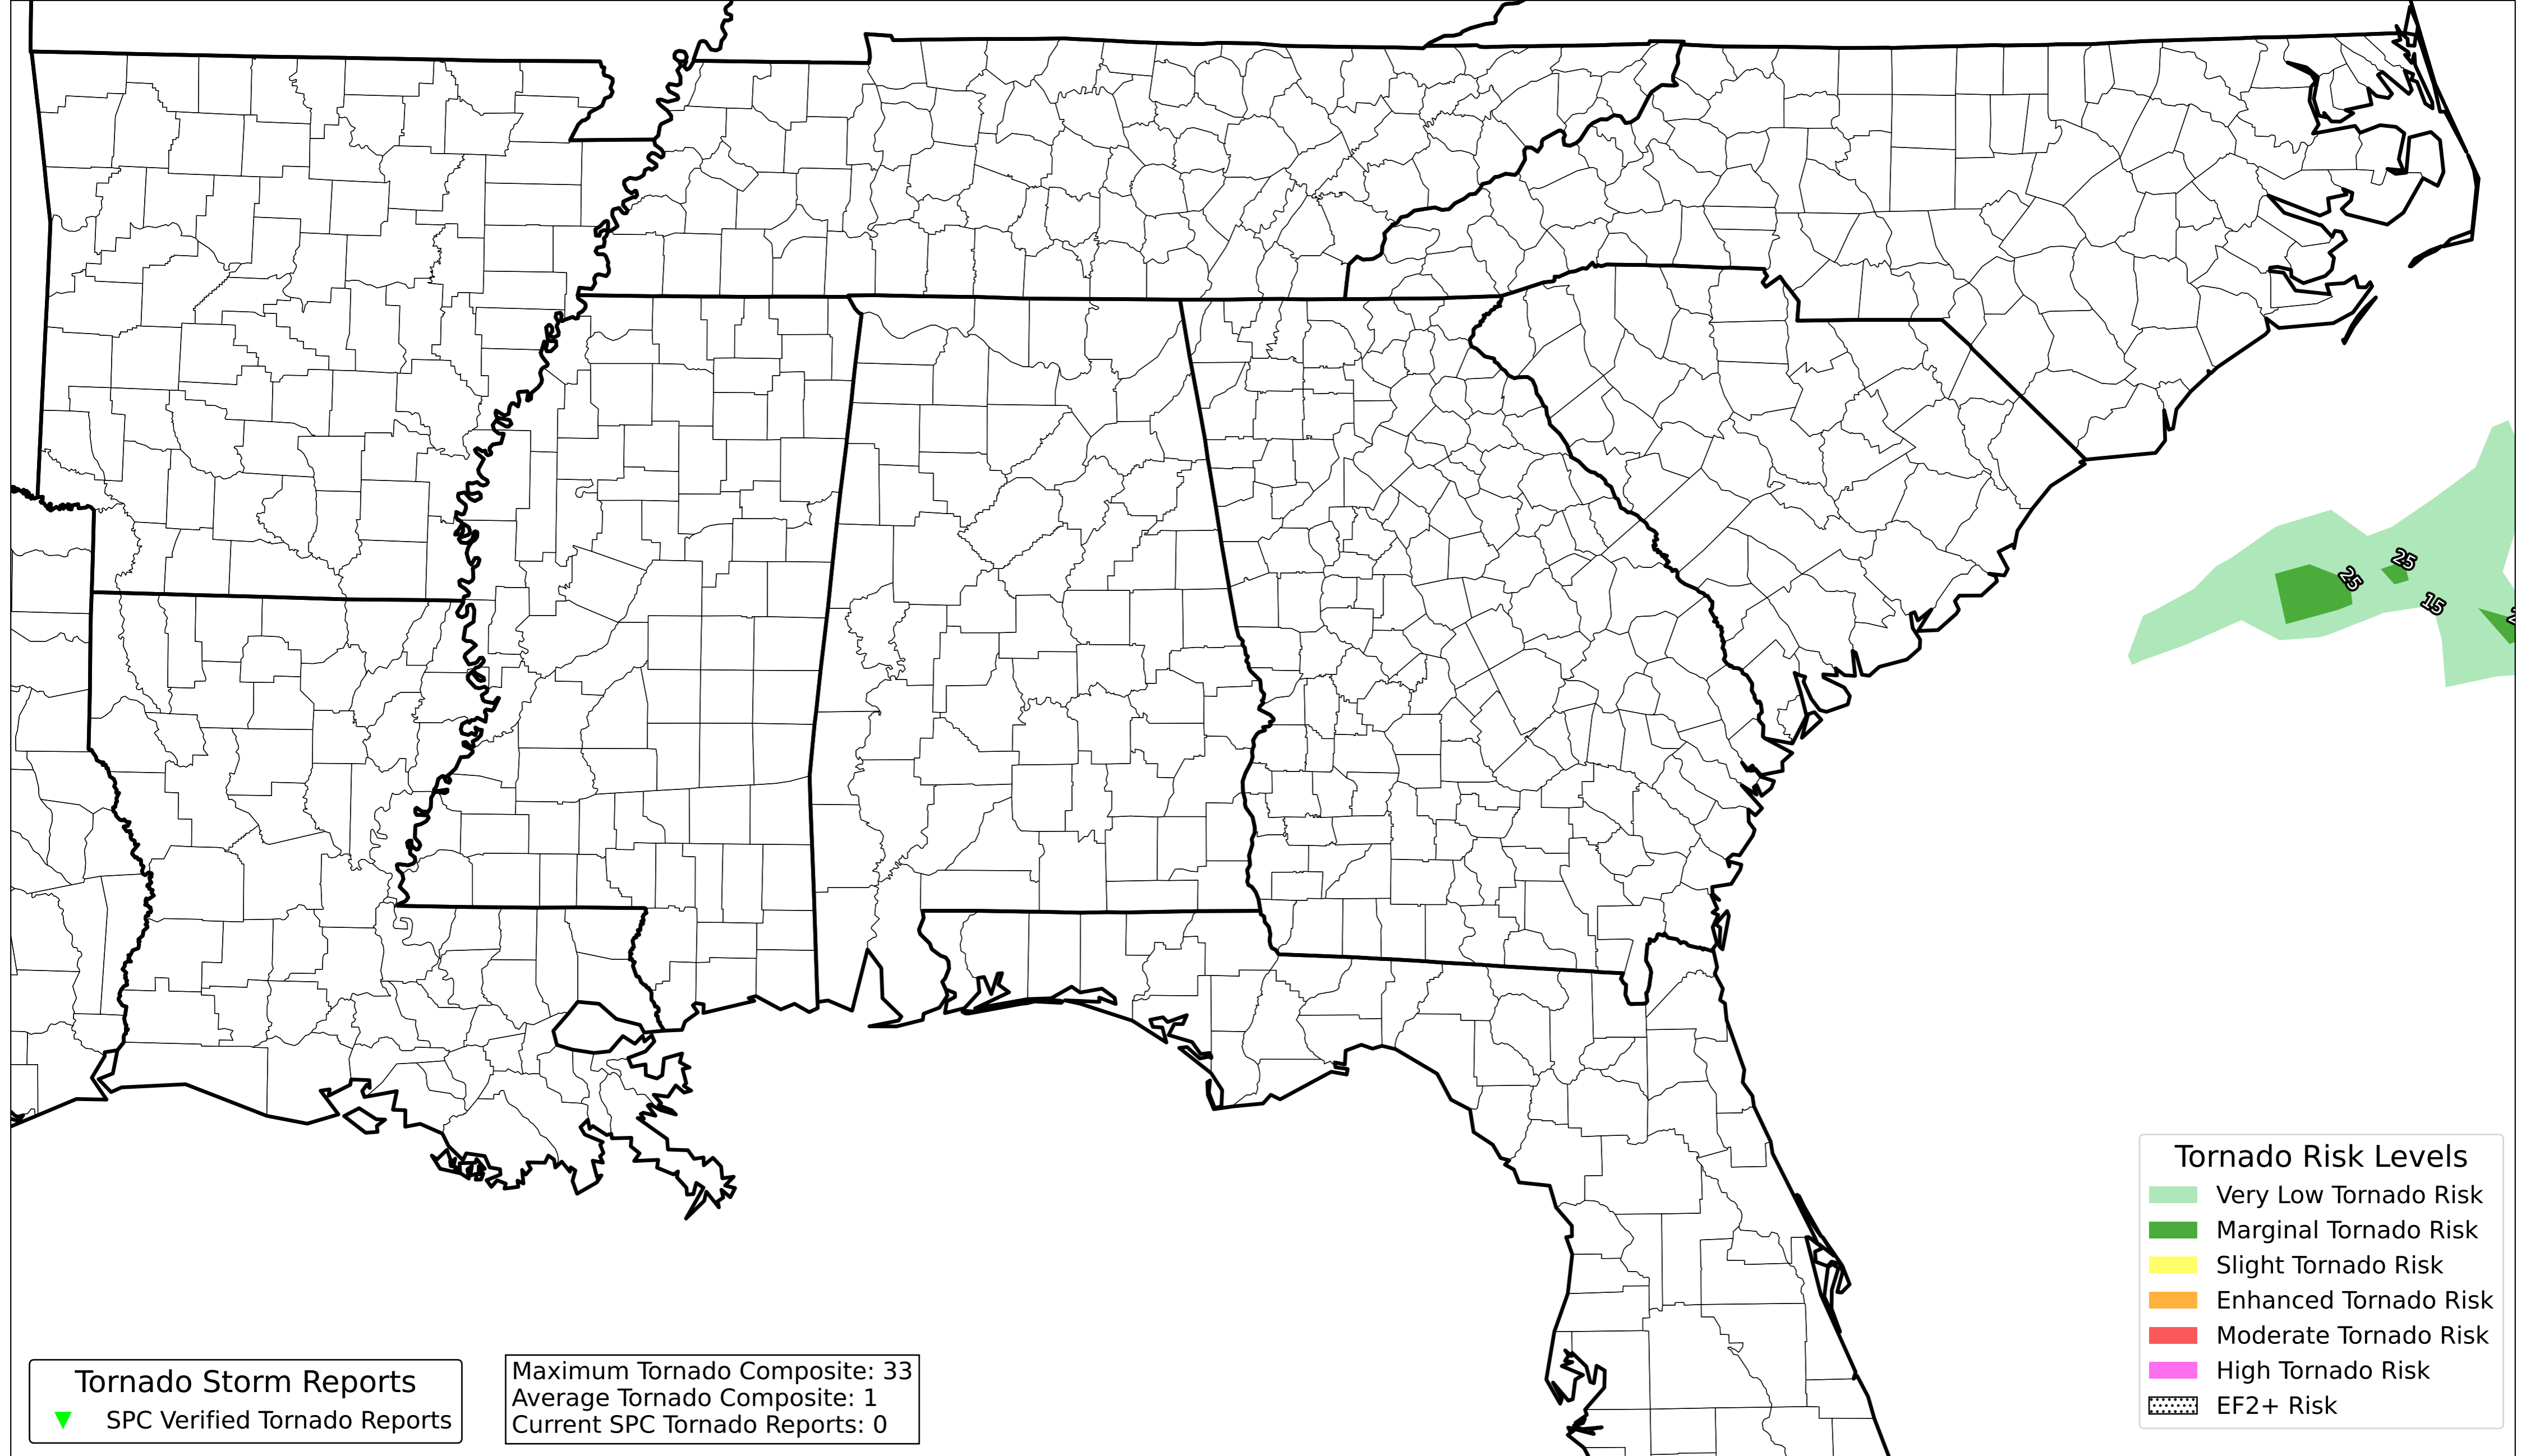 25
25
15
2
Tornado Risk Levels
Very Low Tornado Risk
Marginal Tornado Risk
Slight Tornado Risk
Enhanced Tornado Risk
Moderate Tornado Risk
High Tornado Risk
EF2+ Risk
Tornado Storm Reports
SPC Verified Tornado Reports
Maximum Tornado Composite: 33
Average Tornado Composite: 1
Current SPC Tornado Reports: 0